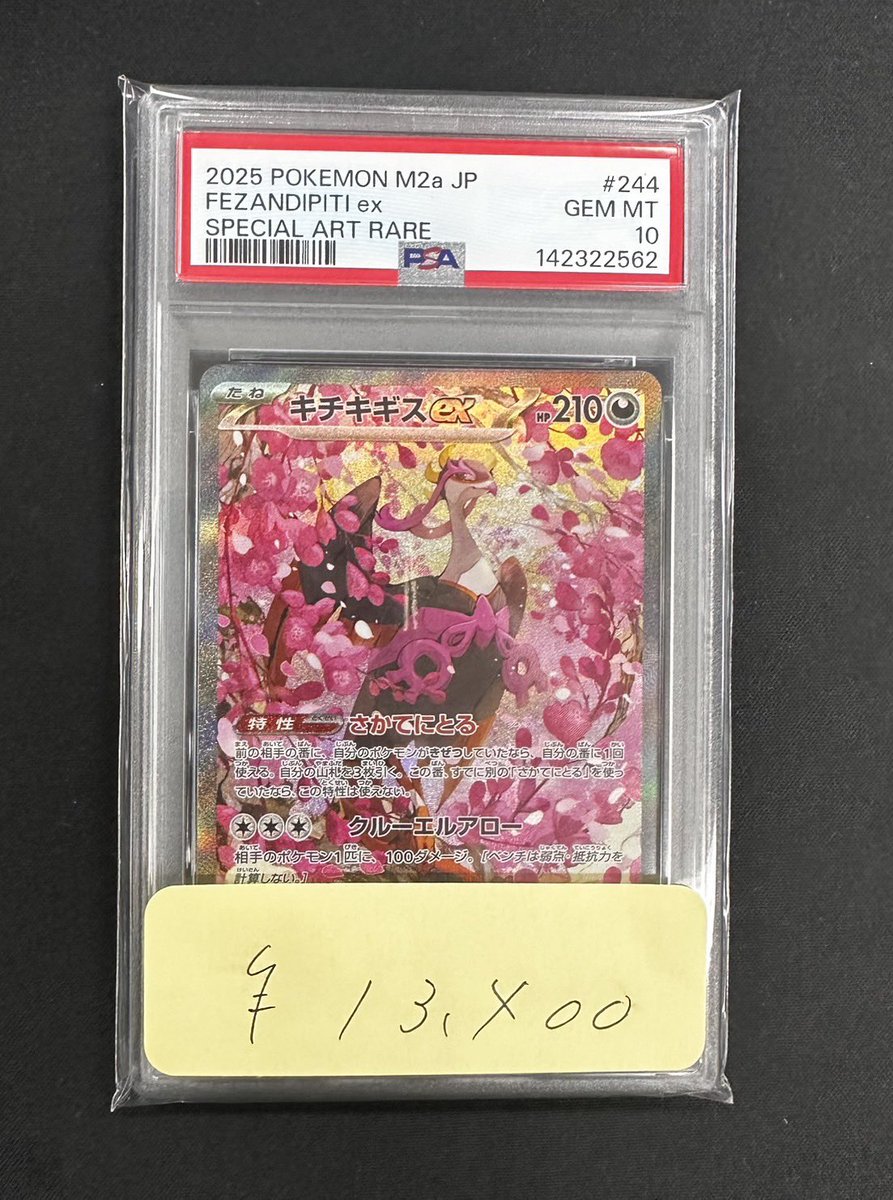 2025 POKEMON M2a JP #244
FEZANDIPITI ex GEM MT
SPECIAL ART RARE 10
PSA 142322562
たね キチキギスex HP210
特性 さかてにとる
前の相手の番に、自分のポケモンがきぜつしていたなら、自分の番に1回
使える。自分の山札を3枚引く。この番、すでに別の「さかてにとる」を使っ
ていたなら、この特性は使えない。
クルーエルアロー
相手のポケモン1匹に、100ダメージ。[ベンチは弱点・抵抗力を
計算しない。]
¥13,X00